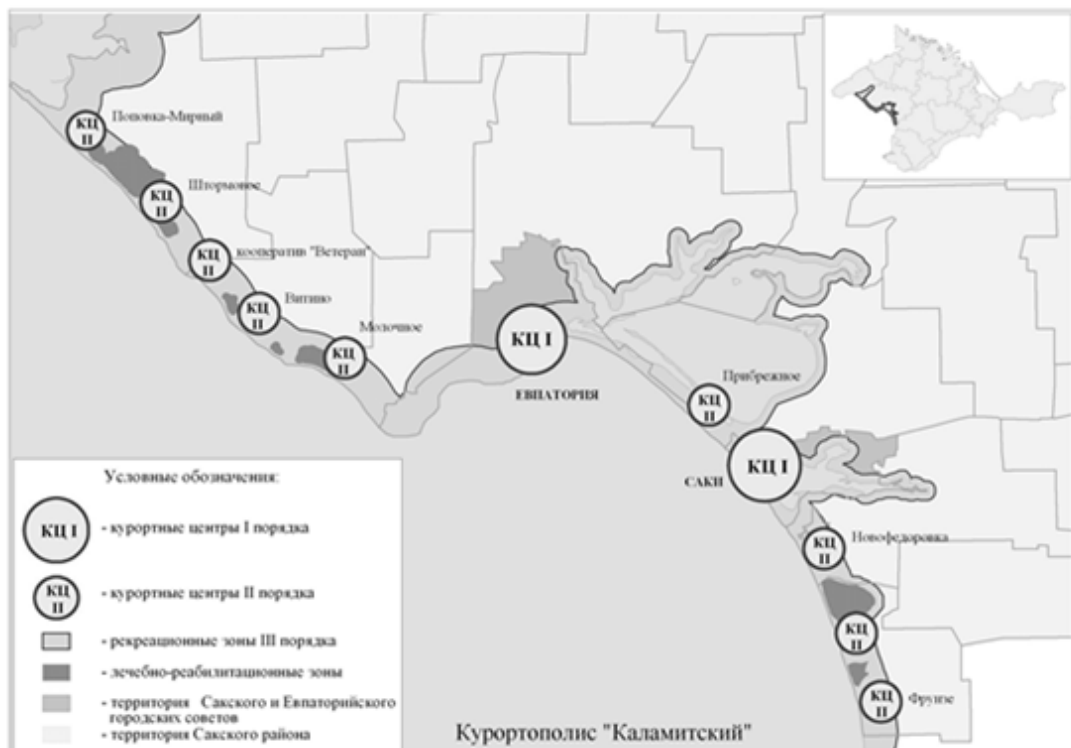 КЦ II
Поповка-Мирный
КЦ II
Штормовое
КЦ II
кооператив "Ветеран"
КЦ II
Витино
КЦ II
Молочное
КЦ I
ЕВПАТОРИЯ
КЦ II
Прибрежное
КЦ I
САКИ
КЦ II
Новофедоровка
КЦ II
КЦ II
Фрунзе
Условные обозначения:
КЦ I
- курортные центры I порядка
КЦ II
- курортные центры II порядка
- рекреационные зоны III порядка
- лечебно-реабилитационные зоны
- территория Сакского и Евпаторийского
городских советов
- территория Сакского района
Курортополис "Каламитский"